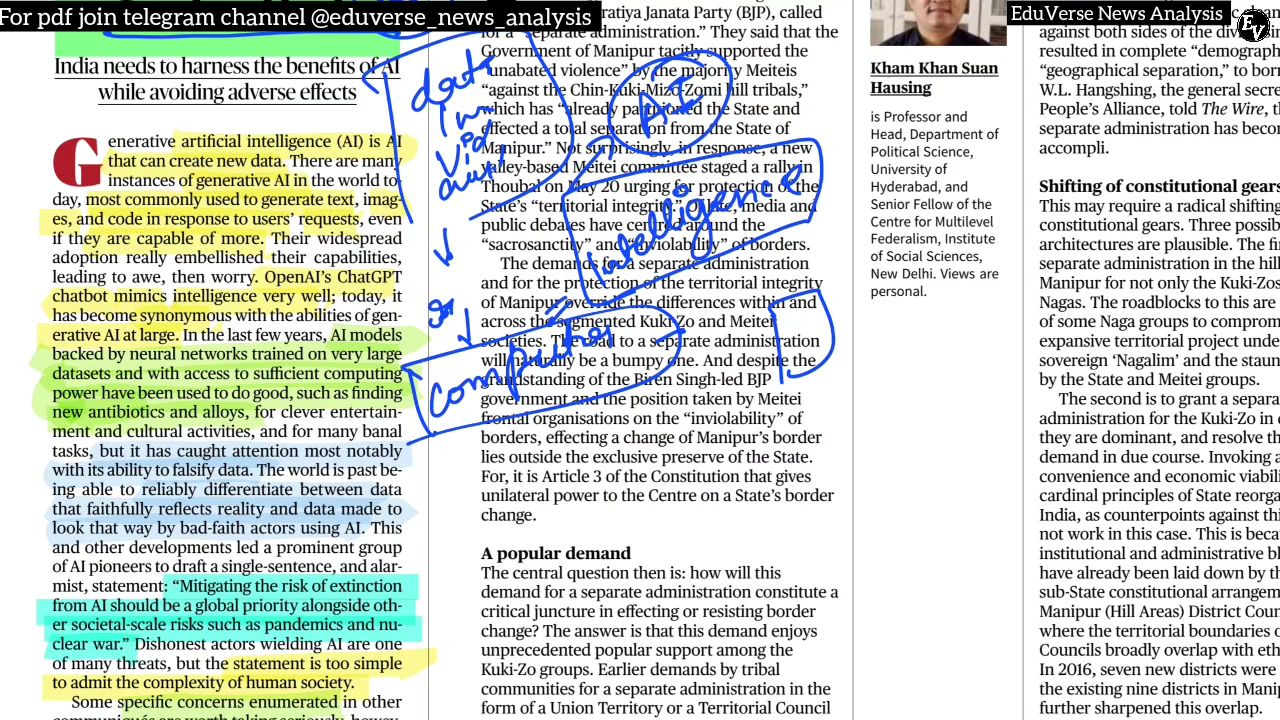 For pdf join telegram channel @eduverse_news_analysis
EduVerse News Analysis
India needs to harness the benefits of AI
while avoiding adverse effects
Generative artificial intelligence (AI) is AI
that can create new data. There are many
instances of generative AI in the world to-
day, most commonly used to generate text, imag-
es, and code in response to users' requests, even
if they are capable of more. Their widespread
adoption really embellished their capabilities,
leading to awe, then worry. OpenAI's ChatGPT
chatbot mimics intelligence very well; today, it
has become synonymous with the abilities of gen-
erative AI at large. In the last few years, AI models
backed by neural networks trained on very large
datasets and with access to sufficient computing
power have been used to do good, such as finding
new antibiotics and alloys, for clever entertain-
ment and cultural activities, and for many banal
tasks, but it has caught attention most notably
with its ability to falsify data. The world is past be-
ing able to reliably differentiate between data
that faithfully reflects reality and data made to
look that way by bad-faith actors using AI. This
and other developments led a prominent group
of AI pioneers to draft a single-sentence, and alar-
mist, statement: “Mitigating the risk of extinction
from AI should be a global priority alongside oth-
er societal-scale risks such as pandemics and nu-
clear war.” Dishonest actors wielding AI are one
of many threats, but the statement is too simple
to admit the complexity of human society.
Some specific concerns enumerated in other
data
AI
intelligence
computer
ratiya Janata Party (BJP), called
for a “separate administration.” They said that the
Government of Manipur tacitly supported the
“unabated violence” by the majority Meiteis
“against the Chin-Kuki-Mizo-Zomi hill tribals,”
which has “already partitioned the State and
effected a total separation from the State of
Manipur.” Not surprisingly, in response, a new
valley-based Meitei committee staged a rally in
Thoubal on May 20 urging for protection of the
State's “territorial integrity.” Of late, media and
public debates have centred around the
“sacrosanctity” and “inviolability” of borders.
The demands for a separate administration
and for the protection of the territorial integrity
of Manipur override the differences within and
across the segmented Kuki-Zo and Meitei
societies. The road to a separate administration
will naturally be a bumpy one. And despite the
grandstanding of the Biren Singh-led BJP
government and the position taken by Meitei
frontal organisations on the “inviolability” of
borders, effecting a change of Manipur's border
lies outside the exclusive preserve of the State.
For, it is Article 3 of the Constitution that gives
unilateral power to the Centre on a State's border
change.
A popular demand
The central question then is: how will this
demand for a separate administration constitute a
critical juncture in effecting or resisting border
change? The answer is that this demand enjoys
unprecedented popular support among the
Kuki-Zo groups. Earlier demands by tribal
communities for a separate administration in the
form of a Union Territory or a Territorial Council
Kham Khan Suan
Hausing
is Professor and
Head, Department of
Political Science,
University of
Hyderabad, and
Senior Fellow of the
Centre for Multilevel
Federalism, Institute
of Social Sciences,
New Delhi. Views are
personal.
against both sides of the div
resulted in complete “demograp
“geographical separation,” to borr
W.L. Hangshing, the general secre
People's Alliance, told The Wire, t
separate administration has becom
accompli.
Shifting of constitutional gears
This may require a radical shifting
constitutional gears. Three possib
architectures are plausible. The fir
separate administration in the hill
Manipur for not only the Kuki-Zos
Nagas. The roadblocks to this are
of some Naga groups to comprom
expansive territorial project under
sovereign ‘Nagalim’ and the staun
by the State and Meitei groups.
The second is to grant a separa
administration for the Kuki-Zo in
they are dominant, and resolve th
demand in due course. Invoking a
convenience and economic viabili
cardinal principles of State reorga
India, as counterpoints against thi
not work in this case. This is beca
institutional and administrative bl
have already been laid down by th
sub-State constitutional arrangeme
Manipur (Hill Areas) District Coun
where the territorial boundaries o
Councils broadly overlap with eth
In 2016, seven new districts were
the existing nine districts in Manip
further sharpened this overlap.